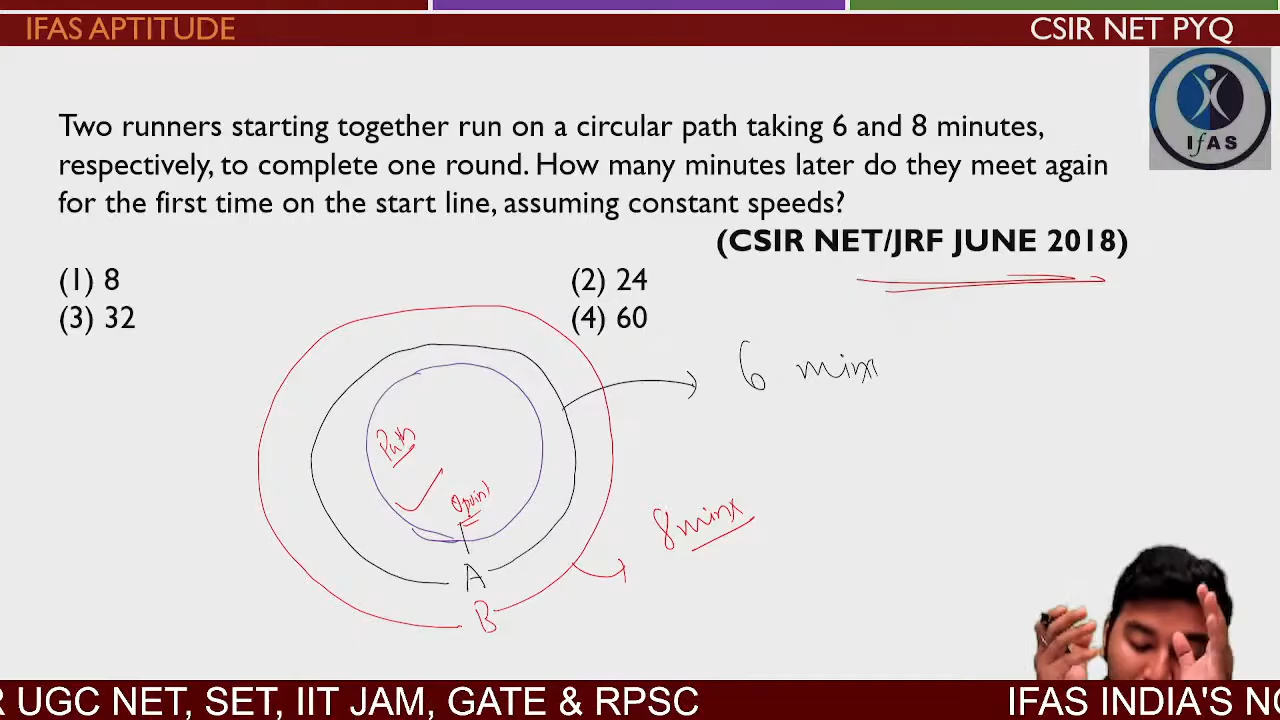 IFAS APTITUDE
CSIR NET PYQ
IfAS
Two runners starting together run on a circular path taking 6 and 8 minutes,
respectively, to complete one round. How many minutes later do they meet again
for the first time on the start line, assuming constant speeds?
(CSIR NET/JRF JUNE 2018)
(1) 8
(2) 24
(3) 32
(4) 60
6 min
Path
8 min
A
B
R UGC NET, SET, IIT JAM, GATE & RPSC
IFAS INDIA'S NO